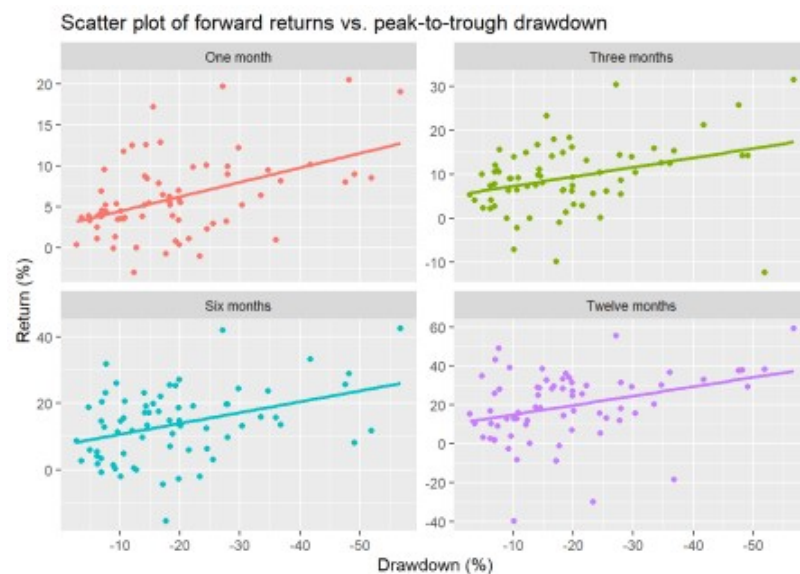 Scatter plot of forward returns vs. peak-to-trough drawdown
One month
Three months
20
15
10
5
0
30
20
10
0
-10
Return (%)
Six months
Twelve months
40
20
0
60
40
20
0
-20
-40
-10 -20 -30 -40 -50
-10 -20 -30 -40 -50
Drawdown (%)